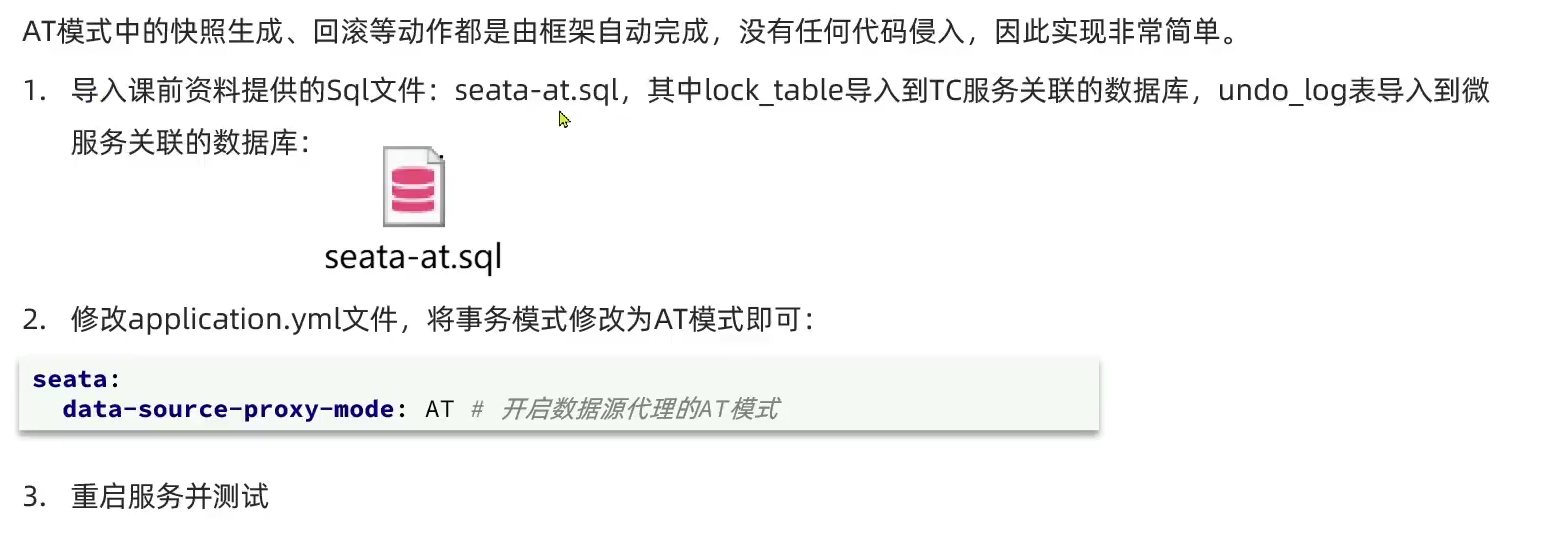 AT模式中的快照生成、回滚等动作都是由框架自动完成，没有任何代码侵入，因此实现非常简单。
1. 导入课前资料提供的Sql文件：seata-at.sql，其中lock_table导入到TC服务关联的数据库，undo_log表导入到微
服务关联的数据库：
seata-at.sql
2. 修改application.yml文件，将事务模式修改为AT模式即可：
seata:
  data-source-proxy-mode: AT # 开启数据源代理的AT模式
3. 重启服务并测试